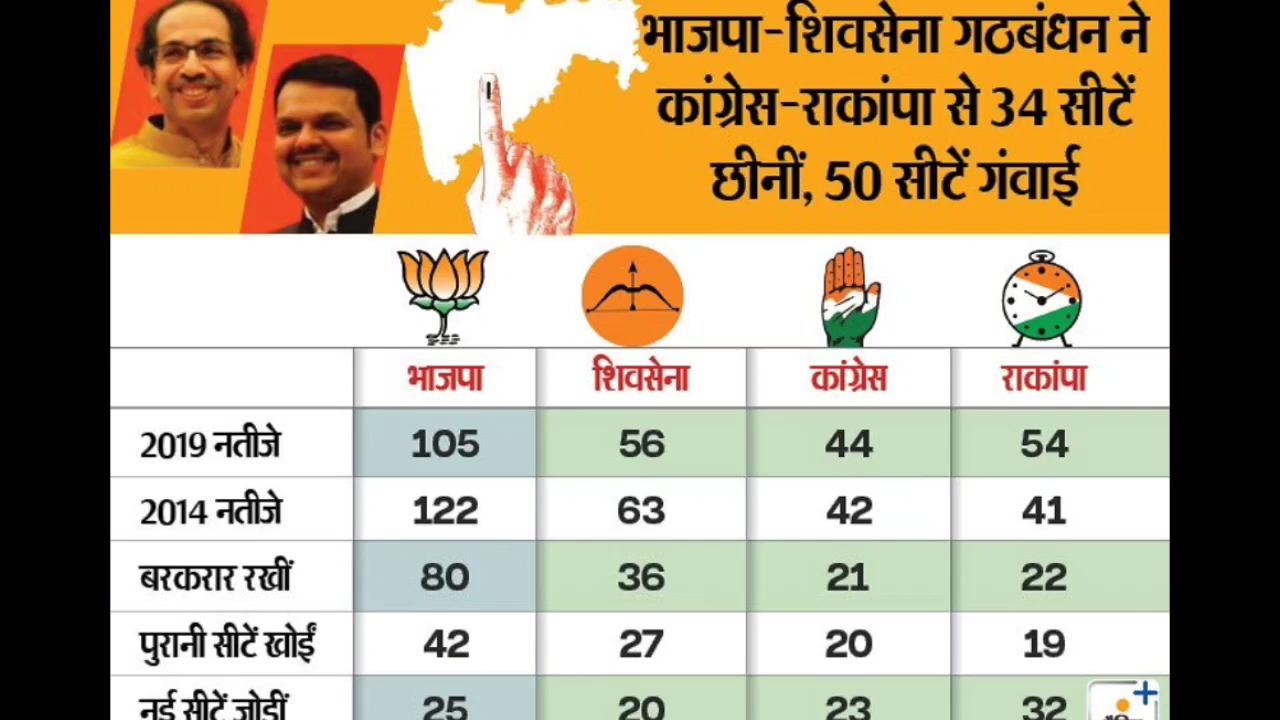 भाजपा-शिवसेना गठबंधन ने
कांग्रेस-राकांपा से 34 सीटें
छीनीं, 50 सीटें गंवाई
भाजपा शिवसेना कांग्रेस राकांपा
2019 नतीजे 105 56 44 54
2014 नतीजे 122 63 42 41
बरकरार रखीं 80 36 21 22
पुरानी सीटें खोईं 42 27 20 19
नई सीटें जोड़ीं 25 20 23 32